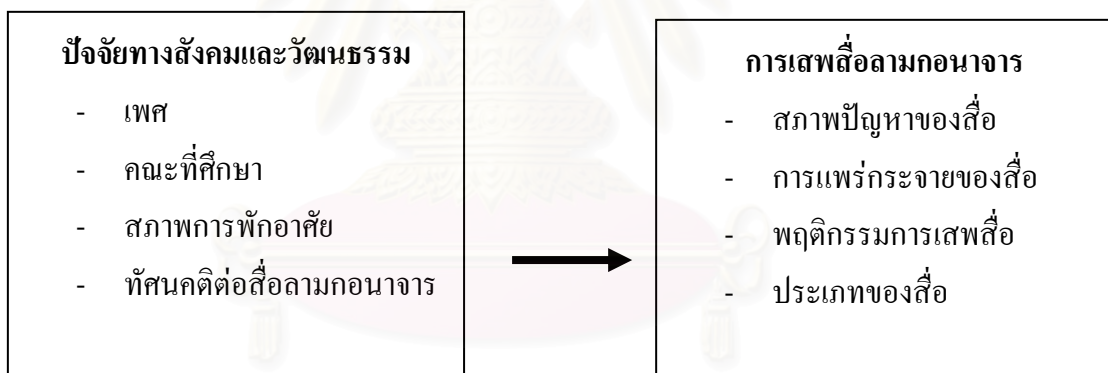 ปัจจัยทางสังคมและวัฒนธรรม
- เพศ
- คณะที่ศึกษา
- สภาพการพักอาศัย
- ทัศนคติต่อสื่อลามกอนาจาร
การเสพสื่อลามกอนาจาร
- สภาพปัญหาของสื่อ
- การแพร่กระจายของสื่อ
- พฤติกรรมการเสพสื่อ
- ประเภทของสื่อ